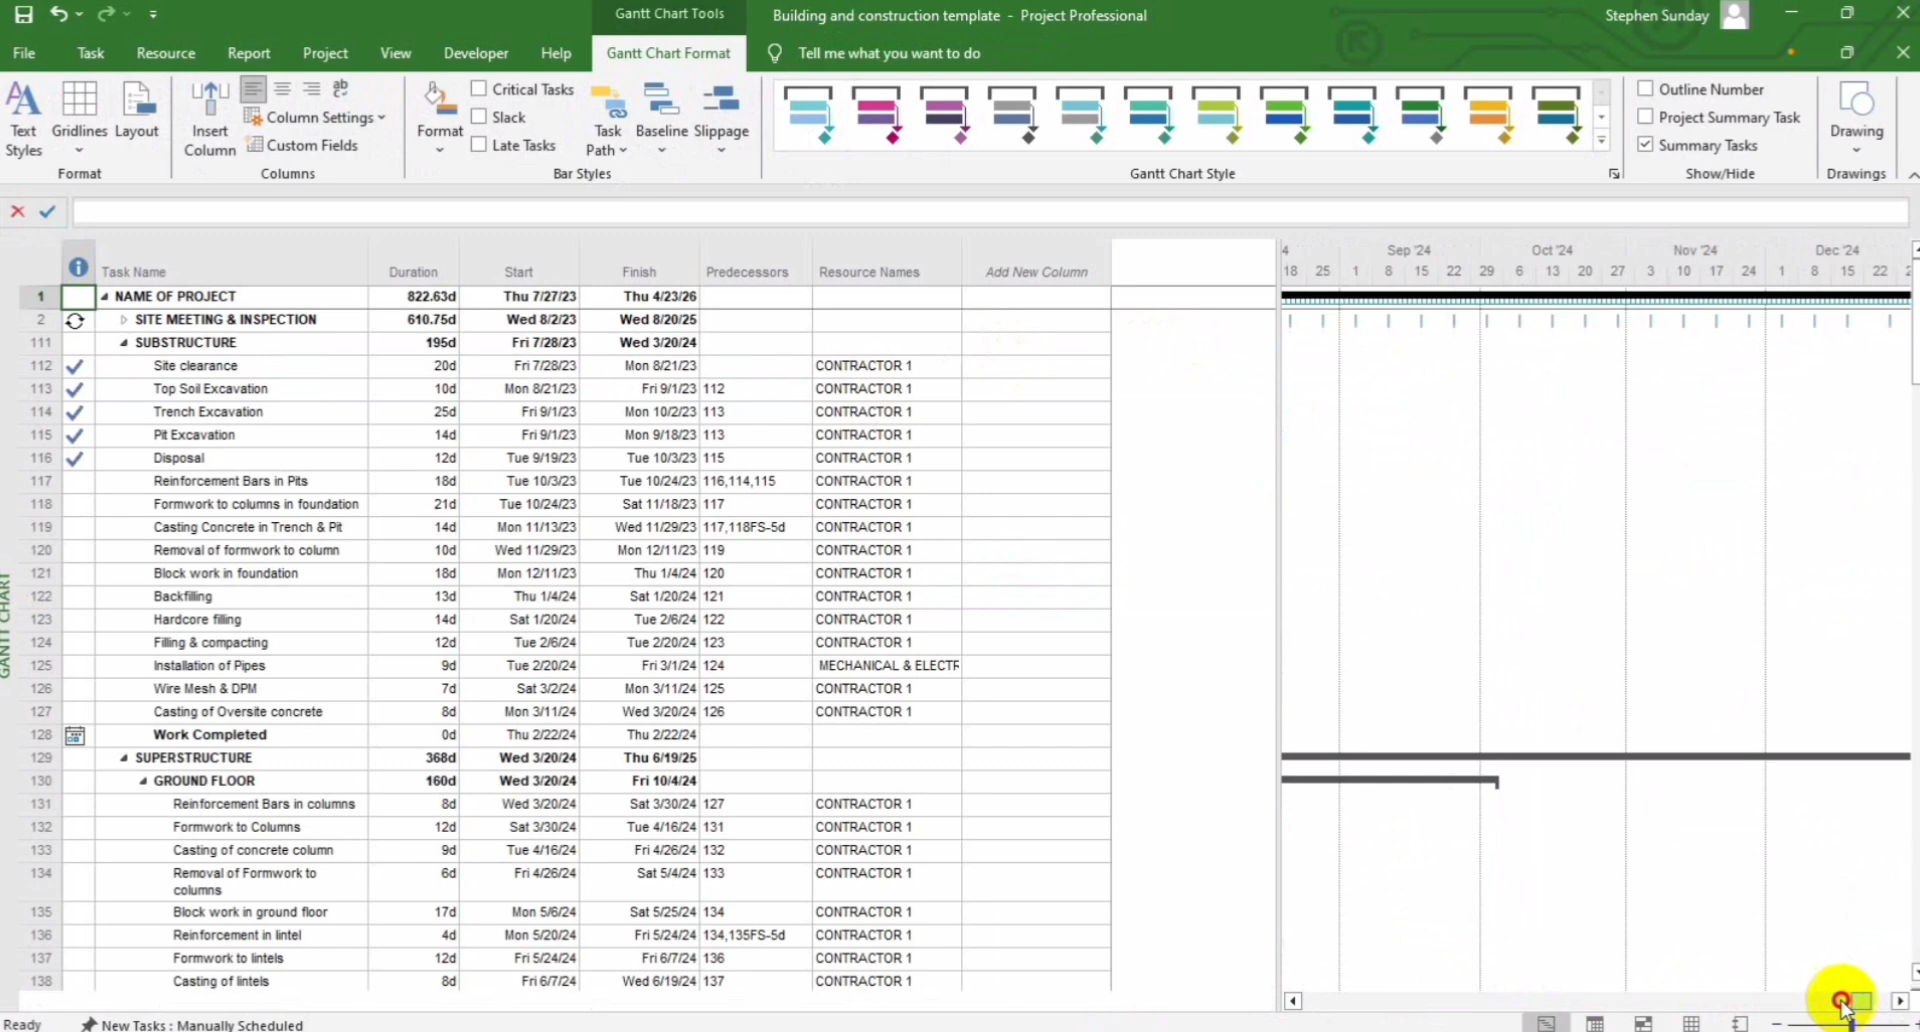 Gantt Chart Tools
Building and construction template - Project Professional
Stephen Sunday
File Task Resource Report Project View Developer Help Gantt Chart Format Tell me what you want to do
Text Styles
Gridlines
Layout
Format
Insert Column
Column Settings
Custom Fields
Columns
Format
Critical Tasks
Slack
Late Tasks
Task Path
Baseline
Slippage
Bar Styles
Gantt Chart Style
Outline Number
Project Summary Task
Summary Tasks
Show/Hide
Drawing
Drawings
GANTT CHART
Task Name Duration Start Finish Predecessors Resource Names Add New Column
4 Sep '24 Oct '24 Nov '24 Dec '24
18 25 1 8 15 22 29 6 13 20 27 3 10 17 24 1 8 15 22 2
1 NAME OF PROJECT 822.63d Thu 7/27/23 Thu 4/23/26
2 SITE MEETING & INSPECTION 610.75d Wed 8/2/23 Wed 8/20/25
111 SUBSTRUCTURE 195d Fri 7/28/23 Wed 3/20/24
112 Site clearance 20d Fri 7/28/23 Mon 8/21/23 CONTRACTOR 1
113 Top Soil Excavation 10d Mon 8/21/23 Fri 9/1/23 112 CONTRACTOR 1
114 Trench Excavation 25d Fri 9/1/23 Mon 10/2/23 113 CONTRACTOR 1
115 Pit Excavation 14d Fri 9/1/23 Mon 9/18/23 113 CONTRACTOR 1
116 Disposal 12d Tue 9/19/23 Tue 10/3/23 115 CONTRACTOR 1
117 Reinforcement Bars in Pits 18d Tue 10/3/23 Tue 10/24/23 116,114,115 CONTRACTOR 1
118 Formwork to columns in foundation 21d Tue 10/24/23 Sat 11/18/23 117 CONTRACTOR 1
119 Casting Concrete in Trench & Pit 14d Mon 11/13/23 Wed 11/29/23 117,118FS-5d CONTRACTOR 1
120 Removal of formwork to column 10d Wed 11/29/23 Mon 12/11/23 119 CONTRACTOR 1
121 Block work in foundation 18d Mon 12/11/23 Thu 1/4/24 120 CONTRACTOR 1
122 Backfilling 13d Thu 1/4/24 Sat 1/20/24 121 CONTRACTOR 1
123 Hardcore filling 14d Sat 1/20/24 Tue 2/6/24 122 CONTRACTOR 1
124 Filling & compacting 12d Tue 2/6/24 Tue 2/20/24 123 CONTRACTOR 1
125 Installation of Pipes 9d Tue 2/20/24 Fri 3/1/24 124 MECHANICAL & ELECTR
126 Wire Mesh & DPM 7d Sat 3/2/24 Mon 3/11/24 125 CONTRACTOR 1
127 Casting of Oversite concrete 8d Mon 3/11/24 Wed 3/20/24 126 CONTRACTOR 1
128 Work Completed 0d Thu 2/22/24 Thu 2/22/24
129 SUPERSTRUCTURE 368d Wed 3/20/24 Thu 6/19/25
130 GROUND FLOOR 160d Wed 3/20/24 Fri 10/4/24
131 Reinforcement Bars in columns 8d Wed 3/20/24 Sat 3/30/24 127 CONTRACTOR 1
132 Formwork to Columns 12d Sat 3/30/24 Tue 4/16/24 131 CONTRACTOR 1
133 Casting of concrete column 9d Tue 4/16/24 Fri 4/26/24 132 CONTRACTOR 1
134 Removal of Formwork to 6d Fri 4/26/24 Sat 5/4/24 133 CONTRACTOR 1
columns
135 Block work in ground floor 17d Mon 5/6/24 Sat 5/25/24 134 CONTRACTOR 1
136 Reinforcement in lintel 4d Mon 5/20/24 Fri 5/24/24 134,135FS-5d CONTRACTOR 1
137 Formwork to lintels 12d Fri 5/24/24 Fri 6/7/24 136 CONTRACTOR 1
138 Casting of lintels 8d Fri 6/7/24 Wed 6/19/24 137 CONTRACTOR 1
Ready New Tasks : Manually Scheduled